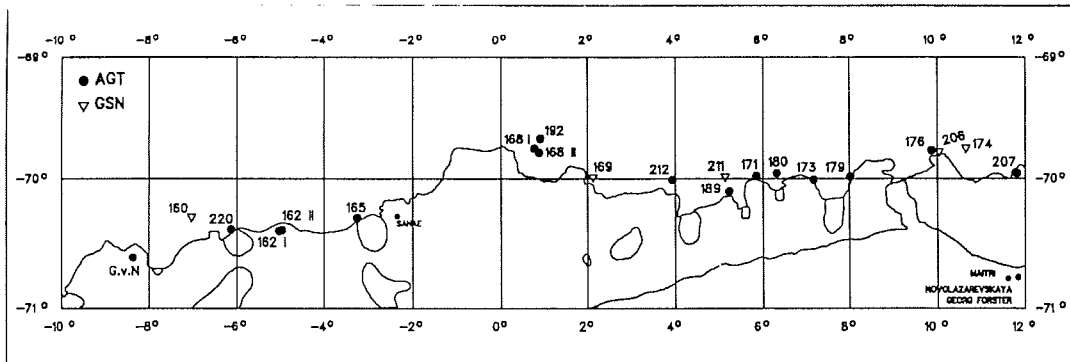 -10° -8° -6° -4° -2° 0° 2° 4° 6° 8° 10° 12°
-69° -69°
AGT
GSN
192
168 I
168 II
176 206 174
169 212 211 171 180 173 179 207
189
-70° -70°
160 220 162 II 165
SANAE
162 I
G.v.N
MAITRI
NOVOLAZAREVSKAYA
GEORG FORSTER
-71° -71°
-10° -8° -6° -4° -2° 0° 2° 4° 6° 8° 10° 12°